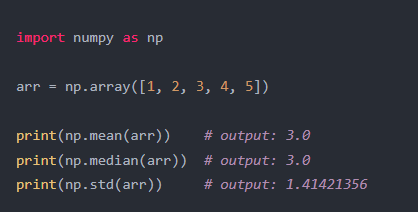 import numpy as np
arr = np.array([1, 2, 3, 4, 5])
print(np.mean(arr))    # output: 3.0
print(np.median(arr))  # output: 3.0
print(np.std(arr))     # output: 1.41421356